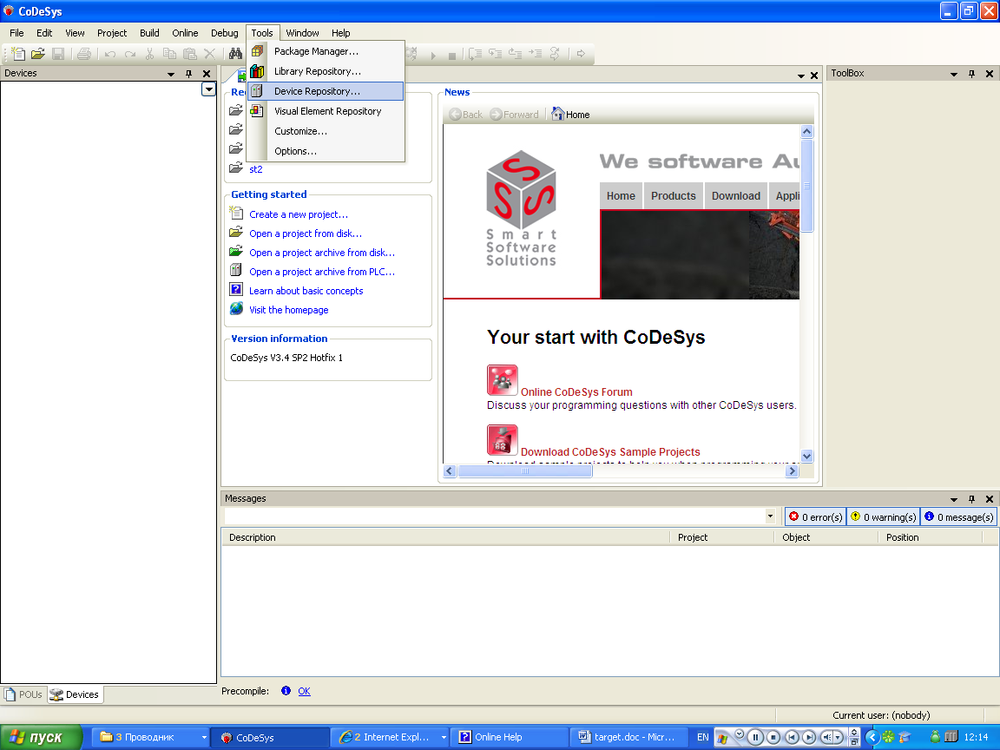 CoDeSys
File Edit View Project Build Online Debug Tools Window Help
Package Manager...
Library Repository...
Device Repository...
Visual Element Repository
Customize...
Options...
Devices
ToolBox
st2
Getting started
Create a new project...
Open a project from disk...
Open a project archive from disk...
Open a project archive from PLC...
Learn about basic concepts
Visit the homepage
Version information
CoDeSys V3.4 SP2 Hotfix 1
News
Back Forward Home
Smart
Software
Solutions
We software Au
Home Products Download Appli
Your start with CoDeSys
Online CoDeSys Forum
Discuss your programming questions with other CoDeSys users.
Download CoDeSys Sample Projects
Messages
0 error(s) 0 warning(s) 0 message(s)
Description Project Object Position
POUs Devices
Precompile: OK
Current user: (nobody)
пуск 3 Проводник CoDeSys 2 Internet Expl... Online Help target.doc - Micr... EN 12:14